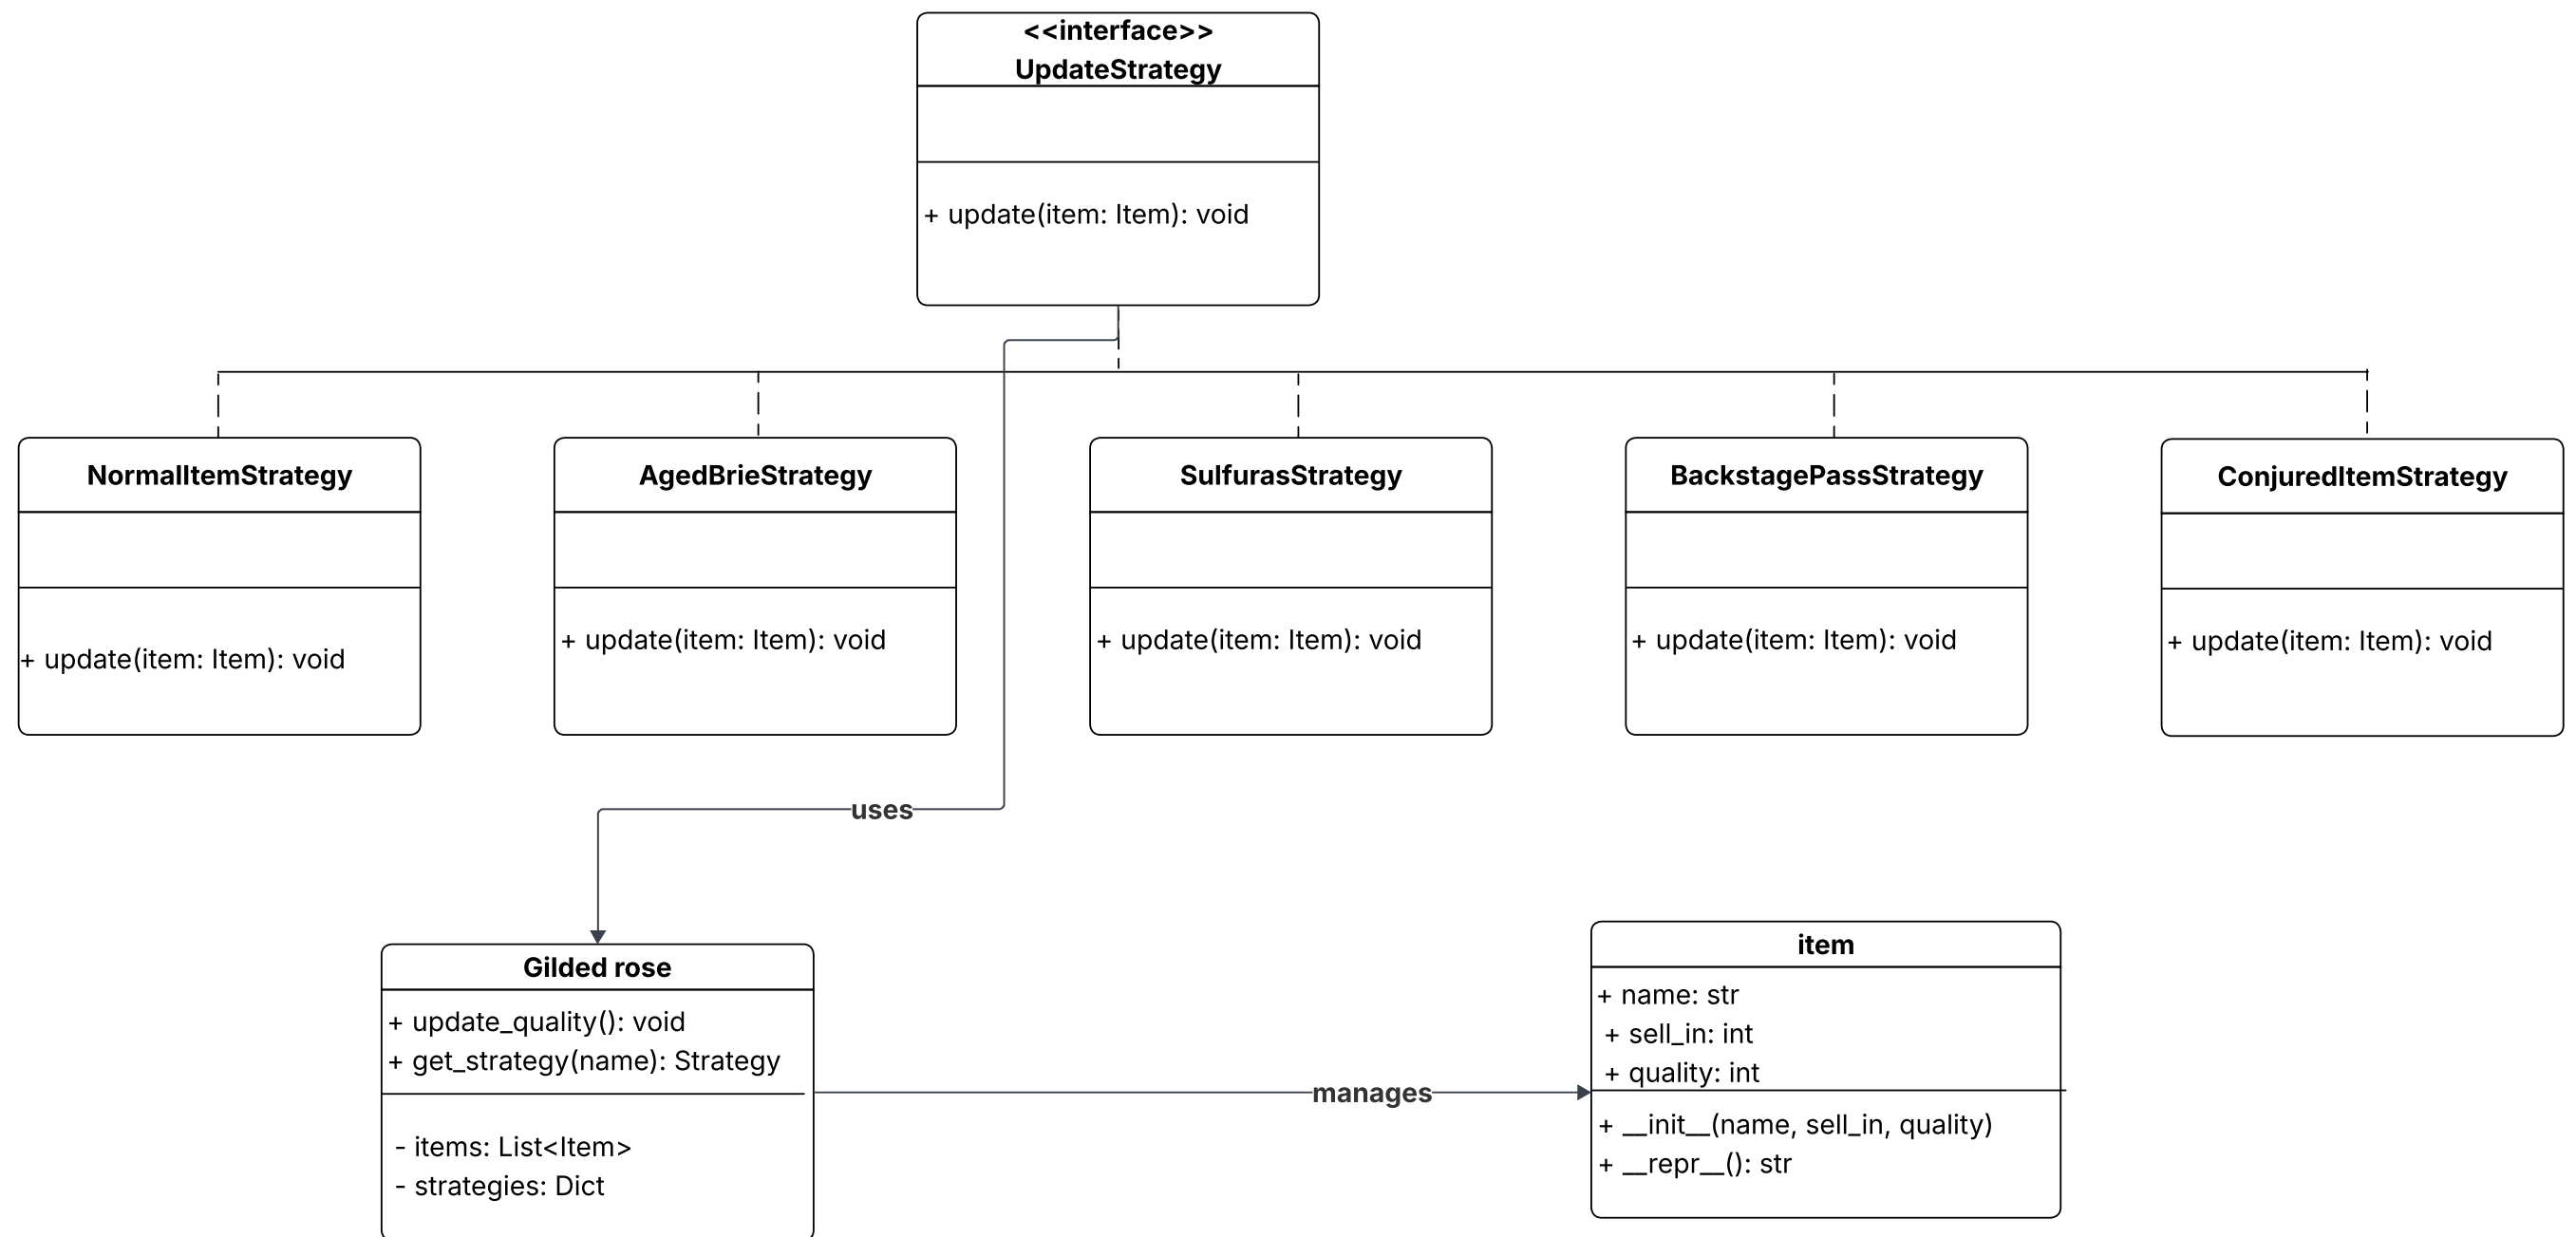 <<interface>>
UpdateStrategy
+ update(item: Item): void
NormalItemStrategy
+ update(item: Item): void
AgedBrieStrategy
+ update(item: Item): void
SulfurasStrategy
+ update(item: Item): void
BackstagePassStrategy
+ update(item: Item): void
ConjuredItemStrategy
+ update(item: Item): void
uses
Gilded rose
+ update_quality(): void
+ get_strategy(name): Strategy
- items: List<Item>
- strategies: Dict
manages
item
+ name: str
+ sell_in: int
+ quality: int
+ __init__(name, sell_in, quality)
+ __repr__(): str